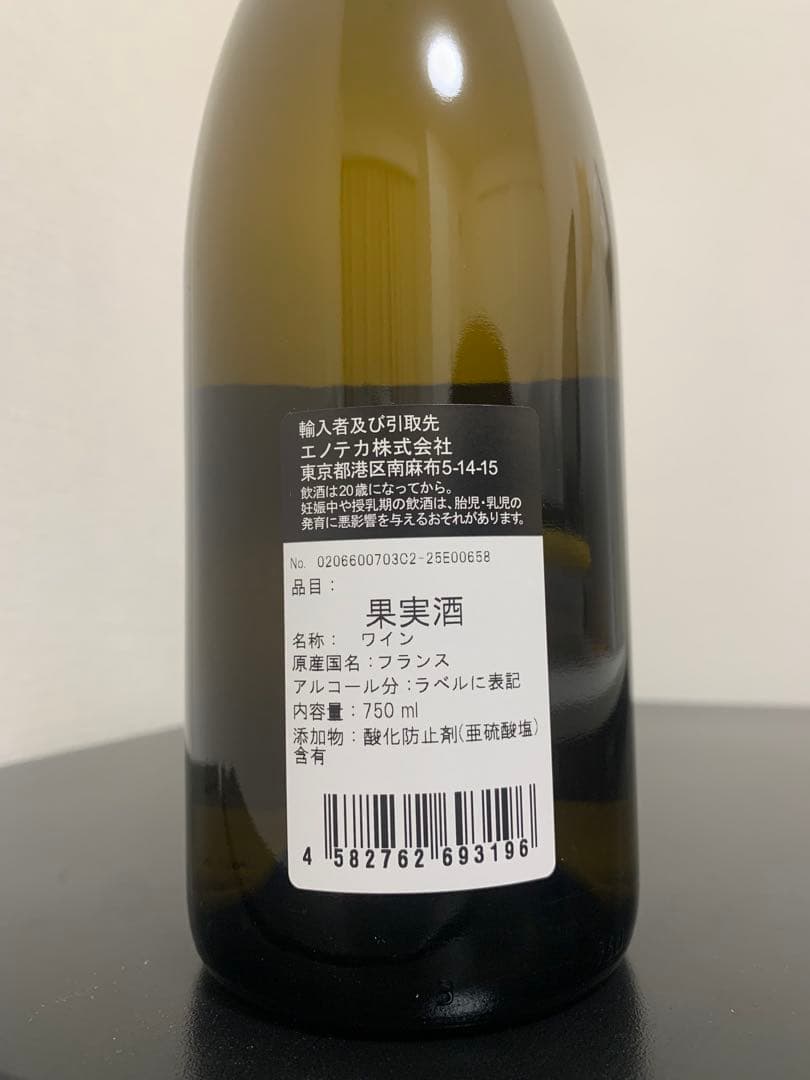 輸入者及び引取先
エノテカ株式会社
東京都港区南麻布5-14-15
飲酒は20歳になってから。
妊娠中や授乳期の飲酒は、胎児・乳児の
発育に悪影響を与えるおそれがあります。
No. 0206600703C2-25E00658
品目：
果実酒
名称： ワイン
原産国名：フランス
アルコール分：ラベルに表記
内容量：750 ml
添加物：酸化防止剤(亜硫酸塩)
含有
4 582762 693196